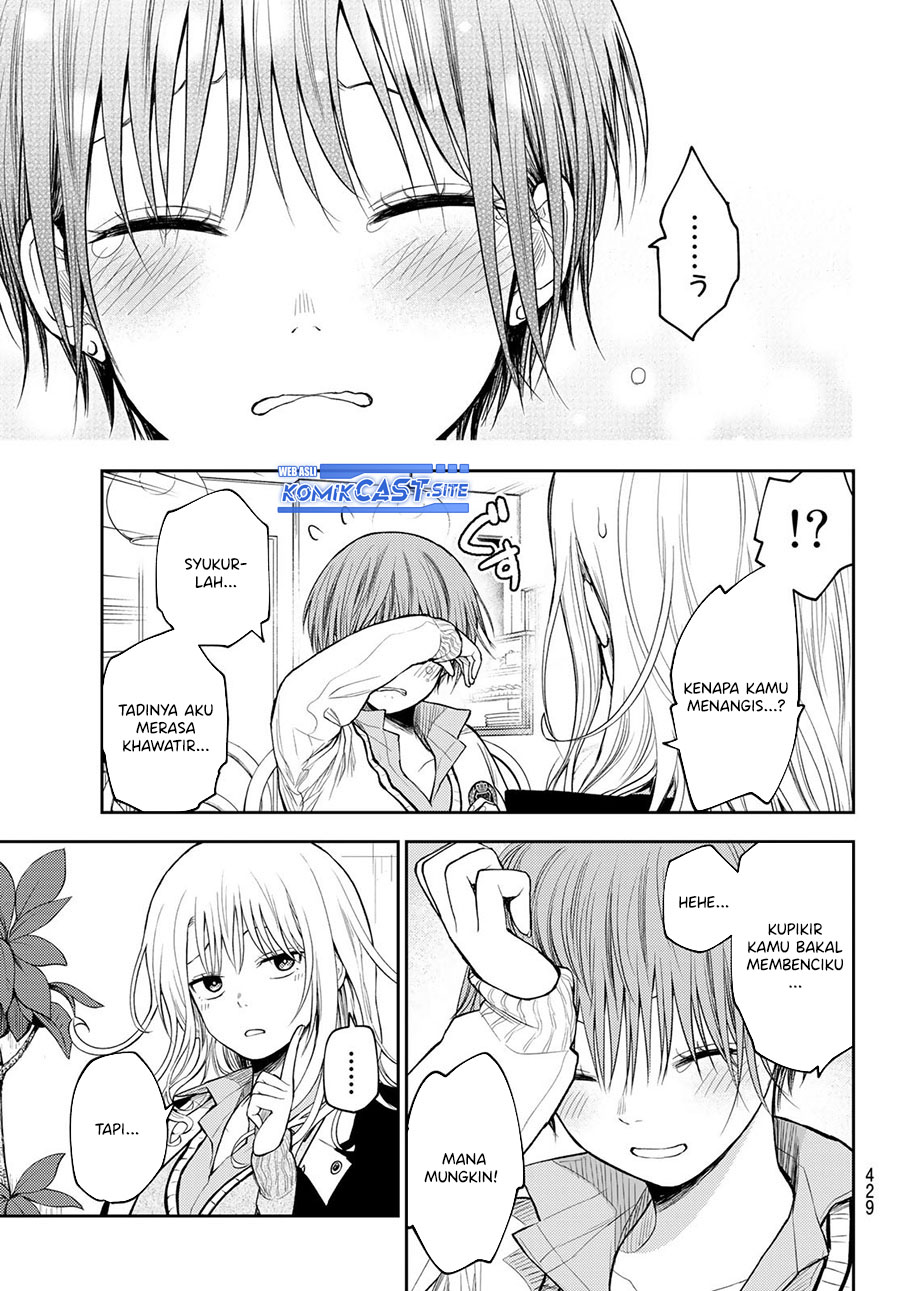 ……う
WEB ASLI
KOMIKCAST.SITE
!?
KENAPA KAMU
MENANGIS...?
ぐすっ
SYUKUR-
LAH...
TADINYA AKU
MERASA
KHAWATIR...
KUPIKIR
KAMU BAKAL
MEMBENCIKU
...
HEHE...
MANA
MUNGKIN!
……
TAPI...
429